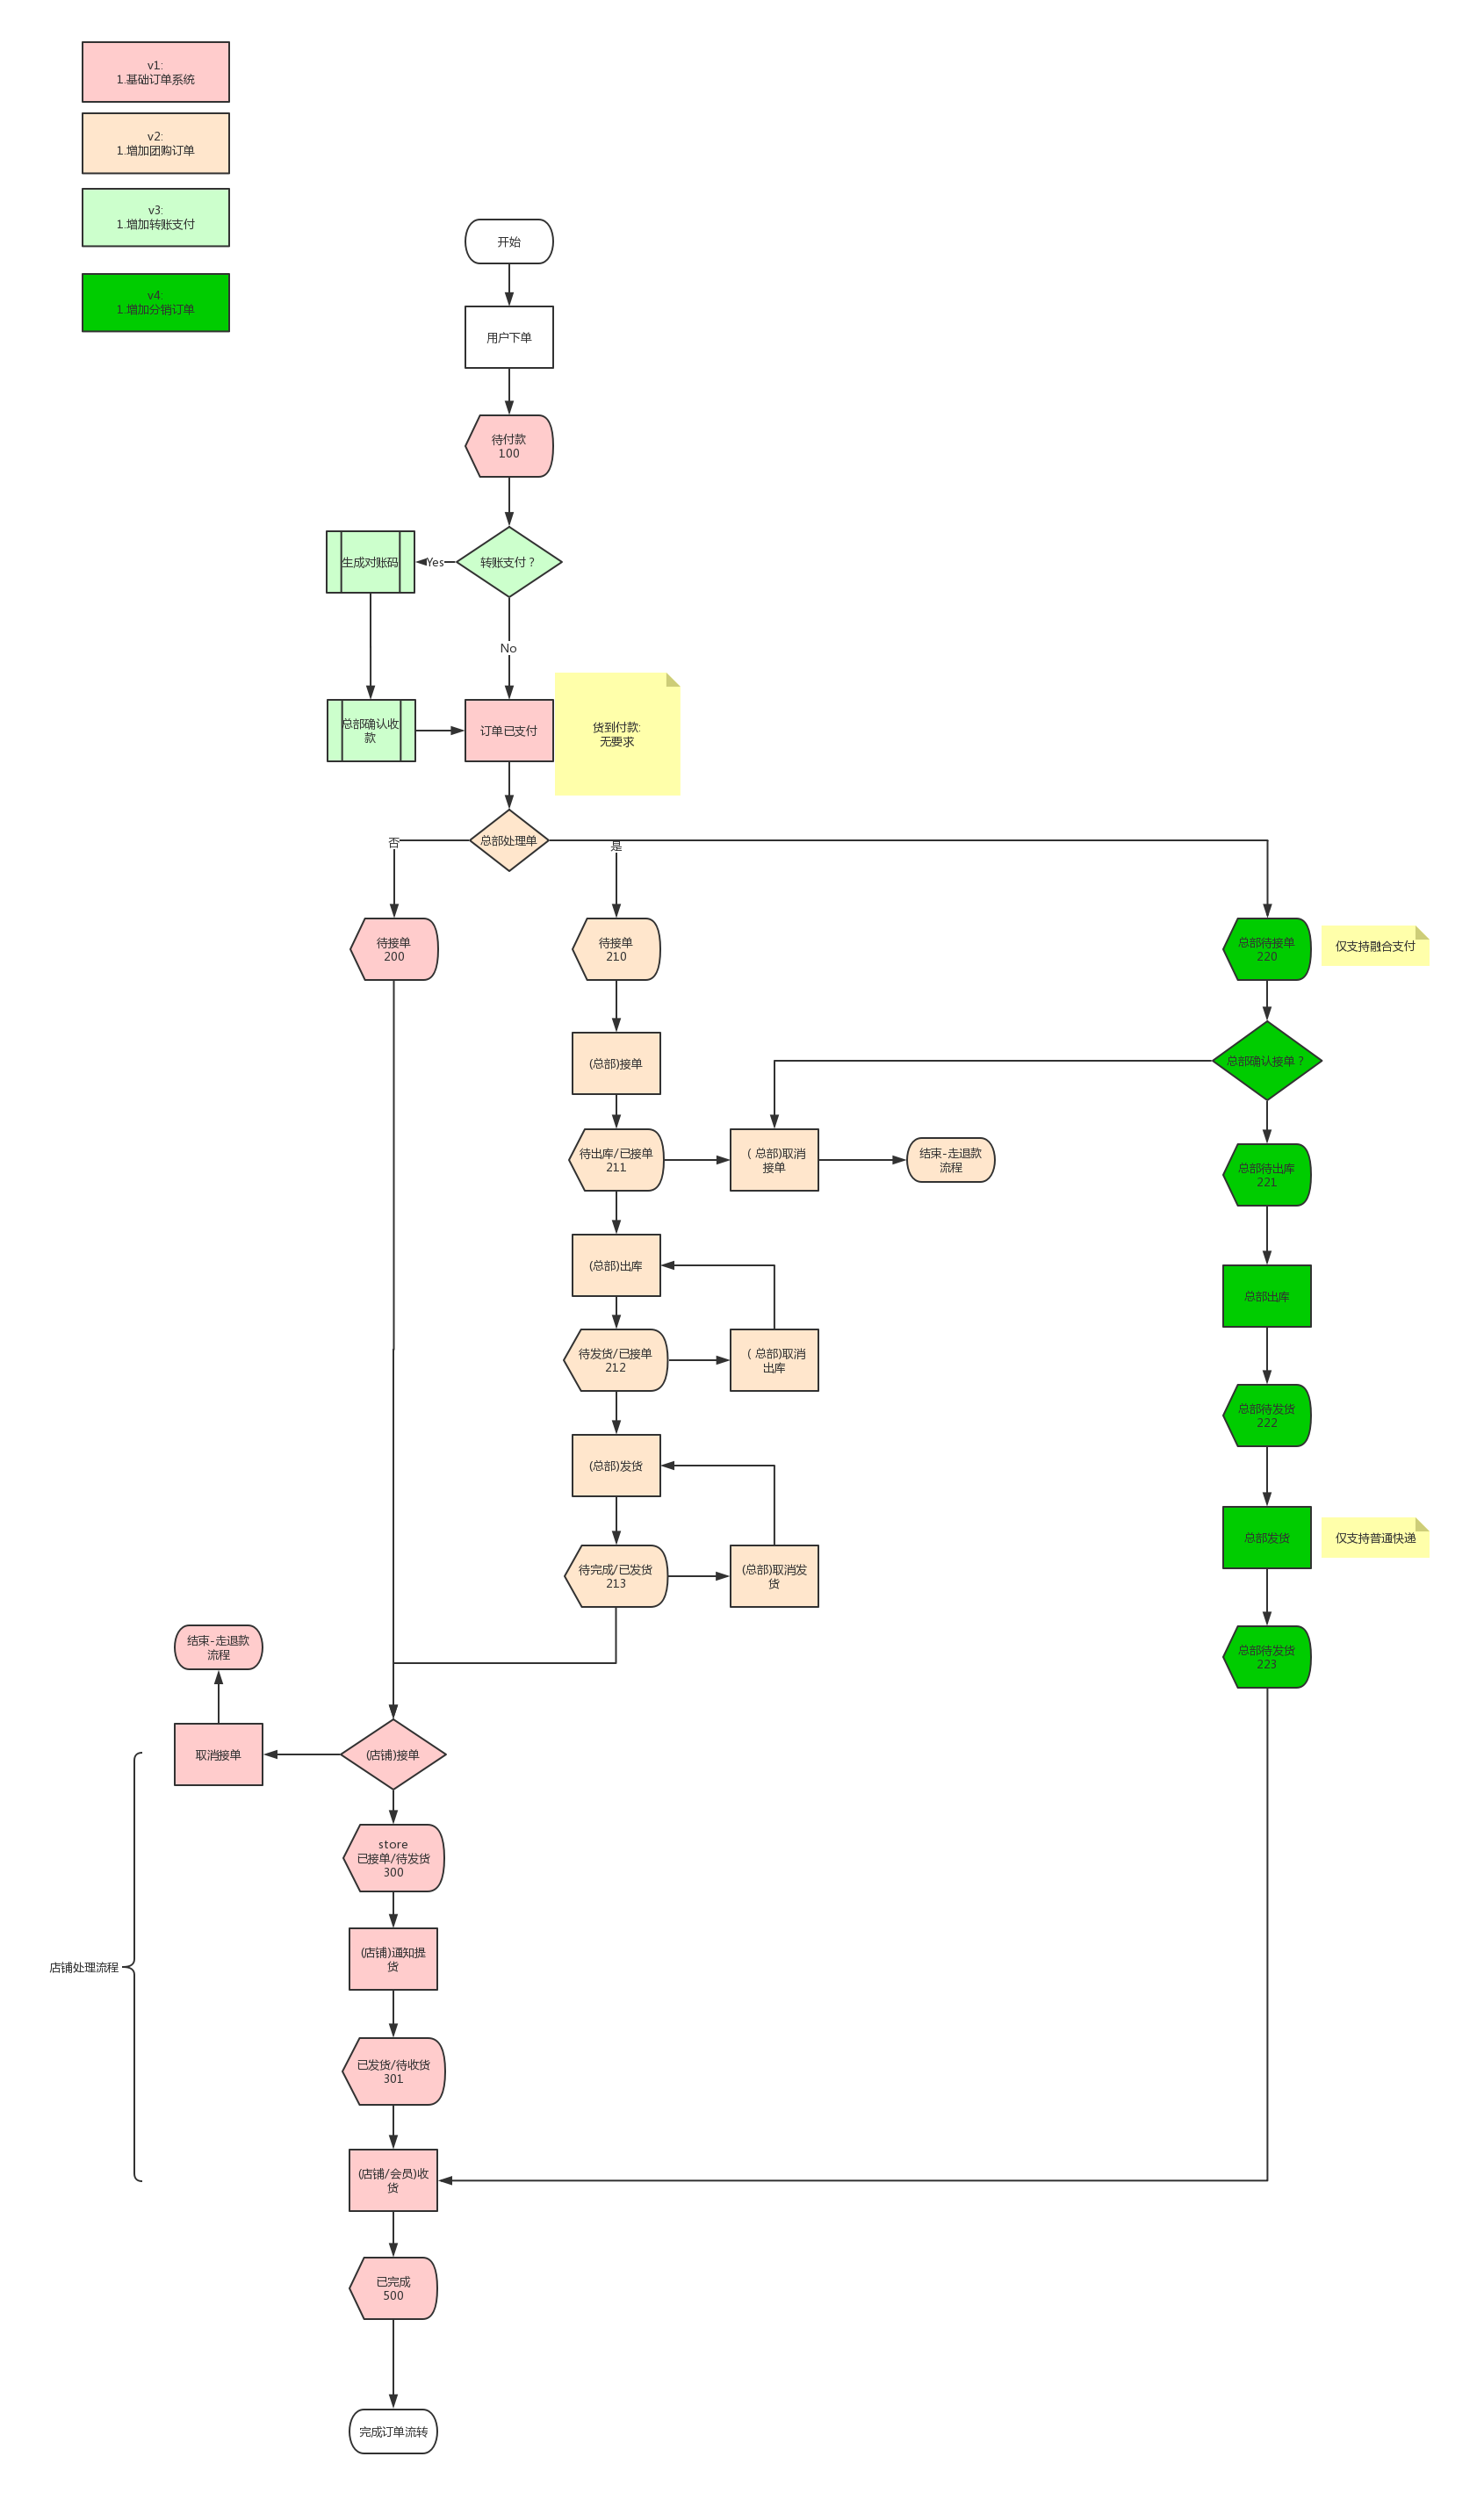 v1:
1.基础订单系统
v2:
1.增加团购订单
v3:
1.增加转账支付
v4:
1.增加分销订单
开始
用户下单
待付款
100
转账支付？
Yes
生成对账码
No
总部确认收
款
订单已支付
货到付款:
无要求
总部处理单
否
是
待接单
200
待接单
210
总部待接单
220
仅支持融合支付
(总部)接单
总部确认接单？
待出库/已接单
211
( 总部)取消
接单
结束-走退款
流程
总部待出库
221
(总部)出库
总部出库
待发货/已接单
212
( 总部)取消
出库
总部待发货
222
(总部)发货
总部发货
仅支持普通快递
待完成/已发货
213
(总部)取消发
货
总部待发货
223
结束-走退款
流程
取消接单
(店铺)接单
store
已接单/待发货
300
(店铺)通知提
货
店铺处理流程
已发货/待收货
301
(店铺/会员)收
货
已完成
500
完成订单流转